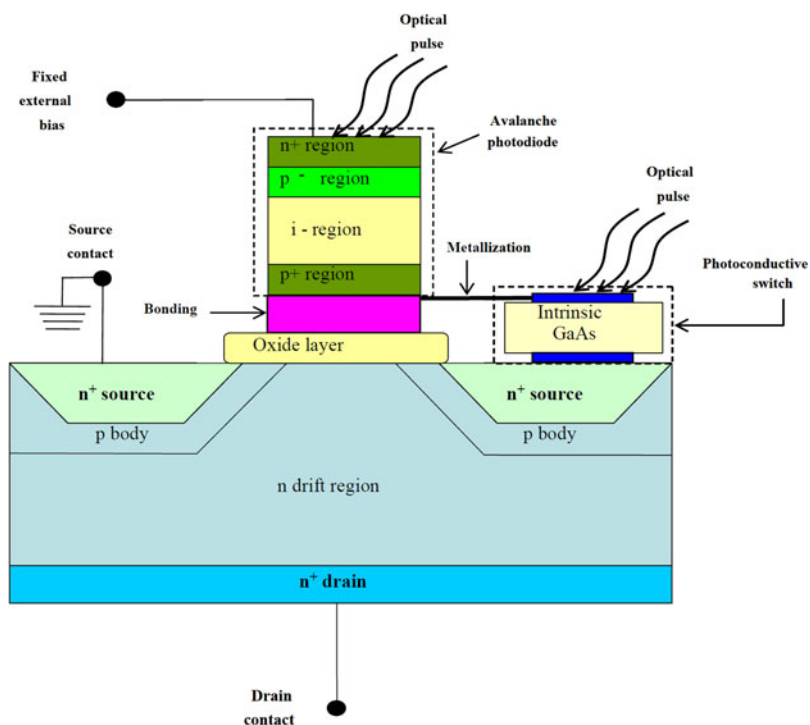 Optical
pulse
Fixed
external
bias
Avalanche
photodiode
n+ region
p - region
Optical
pulse
Source
contact
i - region
Metallization
Photoconductive
switch
p+ region
Bonding
Intrinsic
GaAs
Oxide layer
n+ source
n+ source
p body
p body
n drift region
n+ drain
Drain
contact